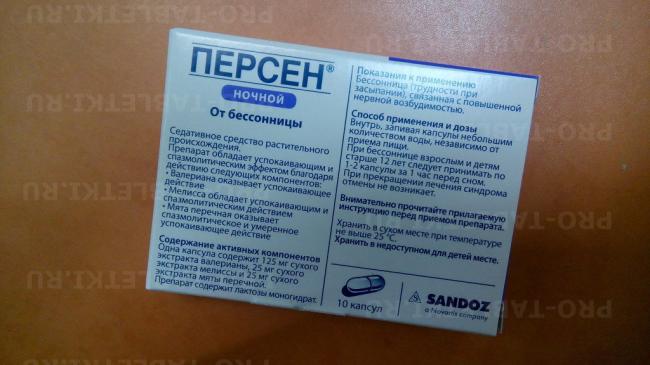 ПЕРСЕН®
НОЧНОЙ
От бессонницы
Седативное средство растительного
происхождения.
Препарат обладает успокаивающим и
спазмолитическим эффектом благодаря
действию следующих компонентов:
• Валериана оказывает успокаивающее
действие
• Мелисса обладает успокаивающим и
спазмолитическим действием
• Мята перечная оказывает
спазмолитическое и умеренное
успокаивающее действие
Содержание активных компонентов
Одна капсула содержит 125 мг сухого
экстракта валерианы, 25 мг сухого
экстракта мелиссы и 25 мг сухого
экстракта мяты перечной.
Препарат содержит лактозы моногидрат.
Показания к применению
Бессонница (трудности при
засыпании), связанная с повышенной
нервной возбудимостью.
Способ применения и дозы
Внутрь, запивая капсулы небольшим
количеством воды, независимо от
приема пищи.
При бессоннице взрослым и детям
старше 12 лет следует принимать по
1-2 капсулы за 1 час перед сном.
При прекращении лечения синдрома
отмены не возникает.
Внимательно прочитайте прилагаемую
инструкцию перед приемом препарата.
Хранить в сухом месте при температуре
не выше 25 °С.
Хранить в недоступном для детей месте.
10 капсул
SANDOZ
a Novartis company
PRO-TABLETKI.RU